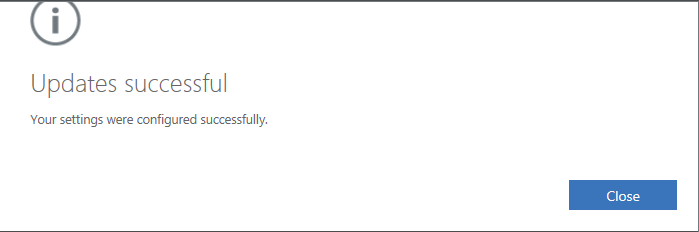 Updates successful
Your settings were configured successfully.
Close